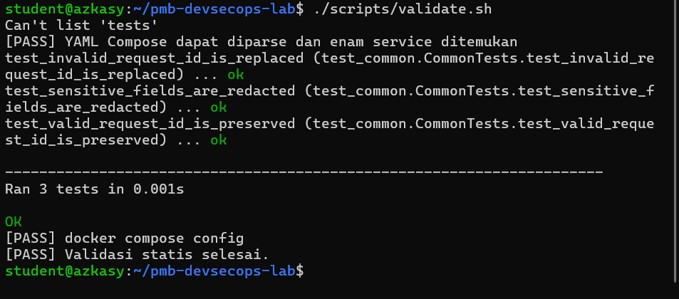 student@azkasy:~/pmb-devsecops-lab$ ./scripts/validate.sh
Can't list 'tests'
[PASS] YAML Compose dapat diparse dan enam service ditemukan
test_invalid_request_id_is_replaced (test_common.CommonTests.test_invalid_re
quest_id_is_replaced) ... ok
test_sensitive_fields_are_redacted (test_common.CommonTests.test_sensitive_f
ields_are_redacted) ... ok
test_valid_request_id_is_preserved (test_common.CommonTests.test_valid_reque
st_id_is_preserved) ... ok
----------------------------------------------------------------------
Ran 3 tests in 0.001s
OK
[PASS] docker compose config
[PASS] Validasi statis selesai.
student@azkasy:~/pmb-devsecops-lab$